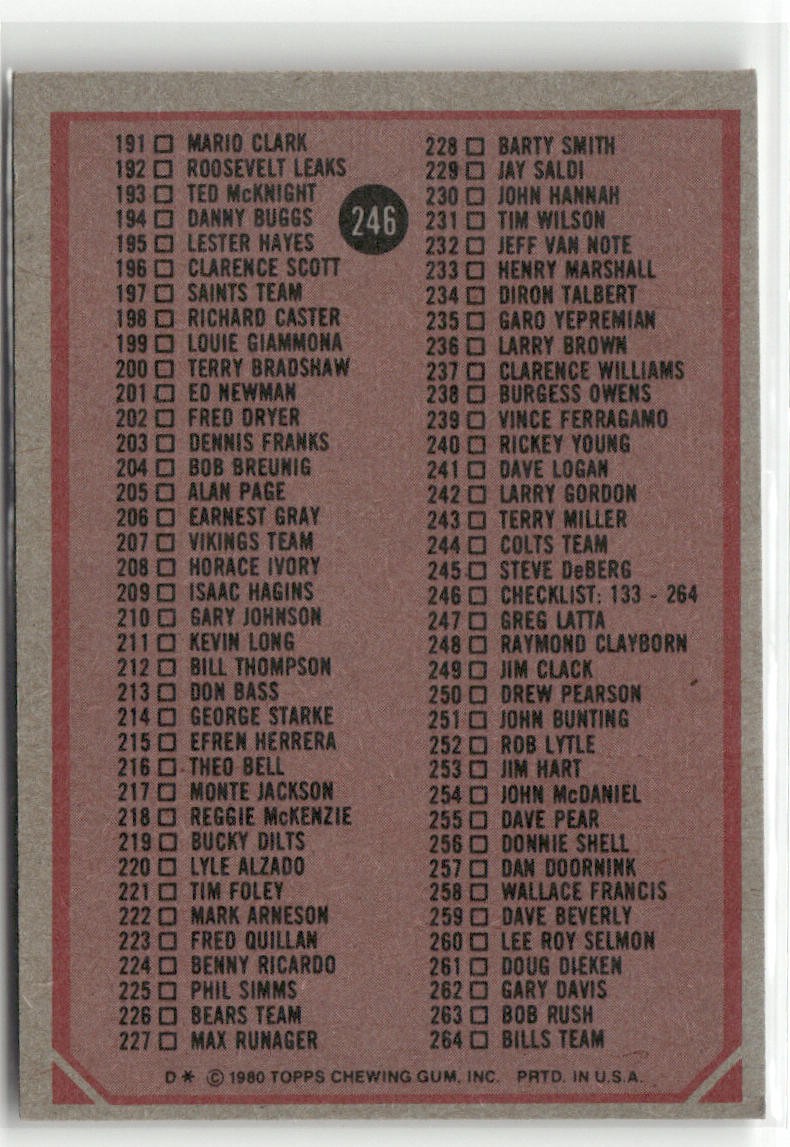 191 MARIO CLARK
192 ROOSEVELT LEAKS
193 TED McKNIGHT
194 DANNY BUGGS
195 LESTER HAYES
196 CLARENCE SCOTT
197 SAINTS TEAM
198 RICHARD CASTER
199 LOUIE GIAMMONA
200 TERRY BRADSHAW
201 ED NEWMAN
202 FRED DRYER
203 DENNIS FRANKS
204 BOB BREUNIG
205 ALAN PAGE
206 EARNEST GRAY
207 VIKINGS TEAM
208 HORACE IVORY
209 ISAAC HAGINS
210 GARY JOHNSON
211 KEVIN LONG
212 BILL THOMPSON
213 DON BASS
214 GEORGE STARKE
215 EFREN HERRERA
216 THEO BELL
217 MONTE JACKSON
218 REGGIE McKENZIE
219 BUCKY DILTS
220 LYLE ALZADO
221 TIM FOLEY
222 MARK ARNESON
223 FRED QUILLAN
224 BENNY RICARDO
225 PHIL SIMMS
226 BEARS TEAM
227 MAX RUNAGER
246
228 BARTY SMITH
229 JAY SALDI
230 JOHN HANNAH
231 TIM WILSON
232 JEFF VAN NOTE
233 HENRY MARSHALL
234 DIRON TALBERT
235 GARO YEPREMIAN
236 LARRY BROWN
237 CLARENCE WILLIAMS
238 BURGESS OWENS
239 VINCE FERRAGAMO
240 RICKEY YOUNG
241 DAVE LOGAN
242 LARRY GORDON
243 TERRY MILLER
244 COLTS TEAM
245 STEVE DeBERG
246 CHECKLIST: 133 - 264
247 GREG LATTA
248 RAYMOND CLAYBORN
249 JIM CLACK
250 DREW PEARSON
251 JOHN BUNTING
252 ROB LYTLE
253 JIM HART
254 JOHN McDANIEL
255 DAVE PEAR
256 DONNIE SHELL
257 DAN DOORNINK
258 WALLACE FRANCIS
259 DAVE BEVERLY
260 LEE ROY SELMON
261 DOUG DIEKEN
262 GARY DAVIS
263 BOB RUSH
264 BILLS TEAM
D * © 1980 TOPPS CHEWING GUM, INC. PRTD. IN U.S.A.